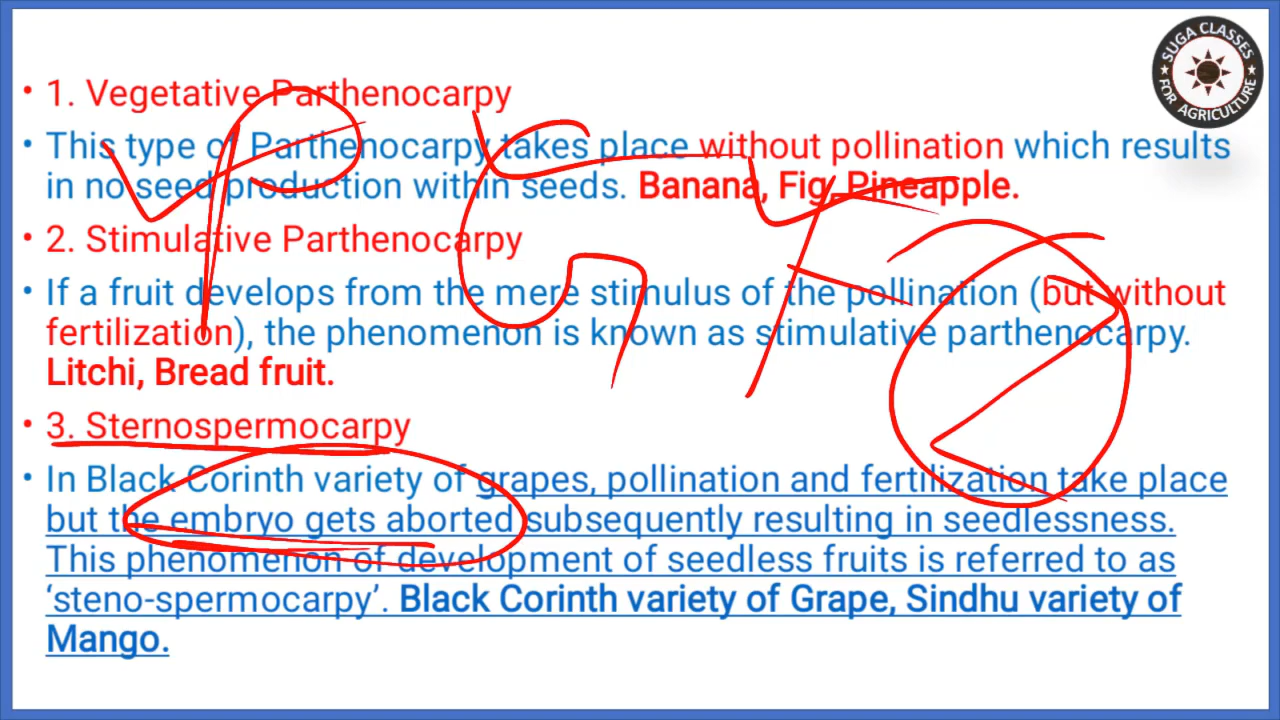 SUGA CLASSES
FOR AGRICULTURE
• 1. Vegetative Parthenocarpy
• This type of Parthenocarpy takes place without pollination which results
in no seed production within seeds. Banana, Fig, Pineapple.
• 2. Stimulative Parthenocarpy
• If a fruit develops from the mere stimulus of the pollination (but without
fertilization), the phenomenon is known as stimulative parthenocarpy.
Litchi, Bread fruit.
• 3. Sternospermocarpy
• In Black Corinth variety of grapes, pollination and fertilization take place
but the embryo gets aborted subsequently resulting in seedlessness.
This phenomenon of development of seedless fruits is referred to as
‘steno-spermocarpy’. Black Corinth variety of Grape, Sindhu variety of
Mango.